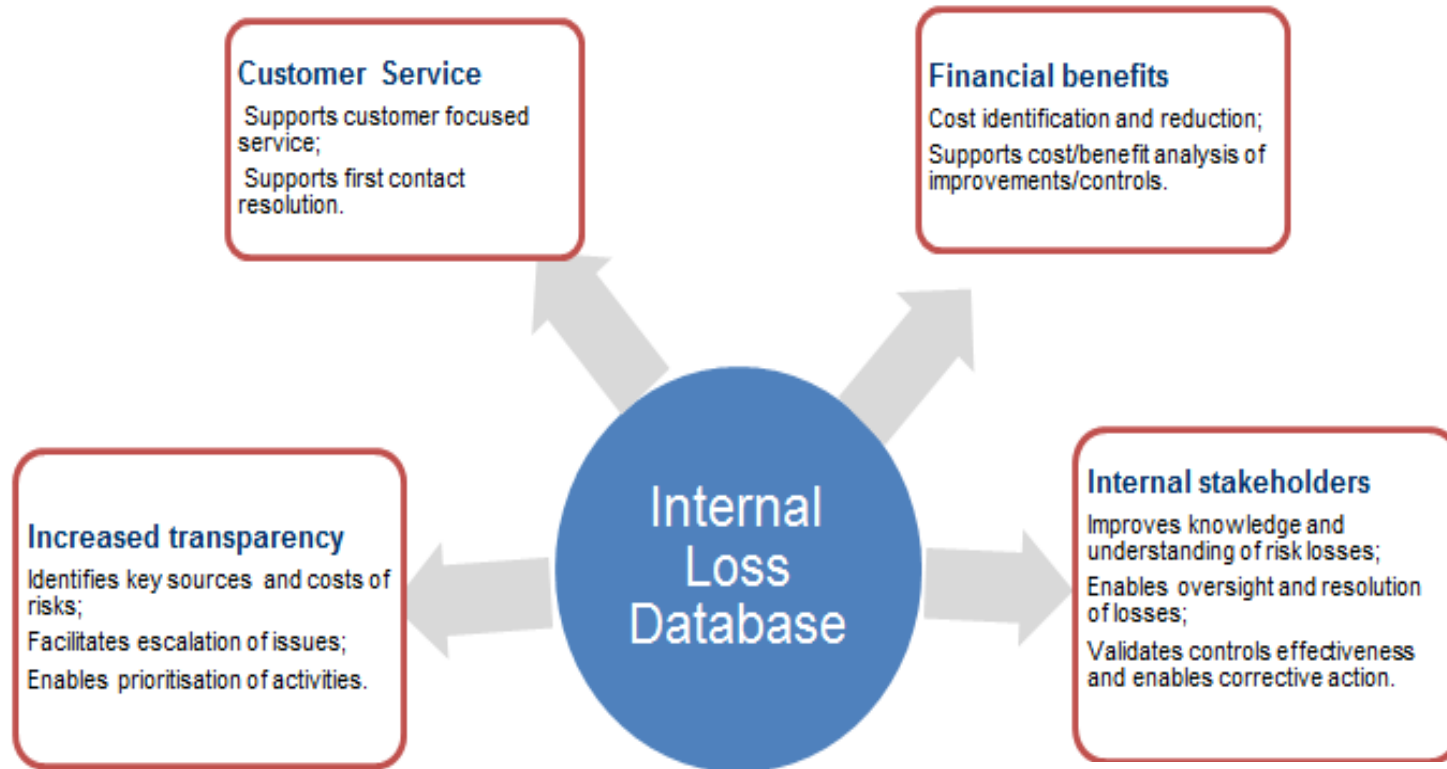 Customer Service
Supports customer focused
service;
Supports first contact
resolution.
Financial benefits
Cost identification and reduction;
Supports cost/benefit analysis of
improvements/controls.
Increased transparency
Identifies key sources and costs of
risks;
Facilitates escalation of issues;
Enables prioritisation of activities.
Internal
Loss
Database
Internal stakeholders
Improves knowledge and
understanding of risk losses;
Enables oversight and resolution
of losses;
Validates controls effectiveness
and enables corrective action.